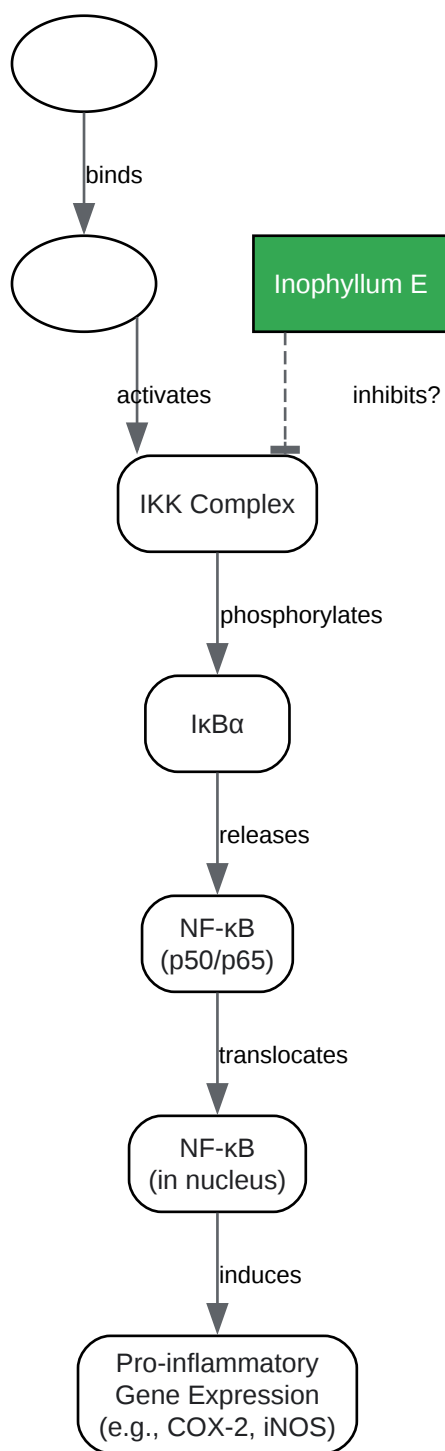 binds
Inophyllum E
activates
inhibits?
IKK Complex
phosphorylates
IκBα
releases
NF-κB
(p50/p65)
translocates
NF-κB
(in nucleus)
induces
Pro-inflammatory
Gene Expression
(e.g., COX-2, iNOS)